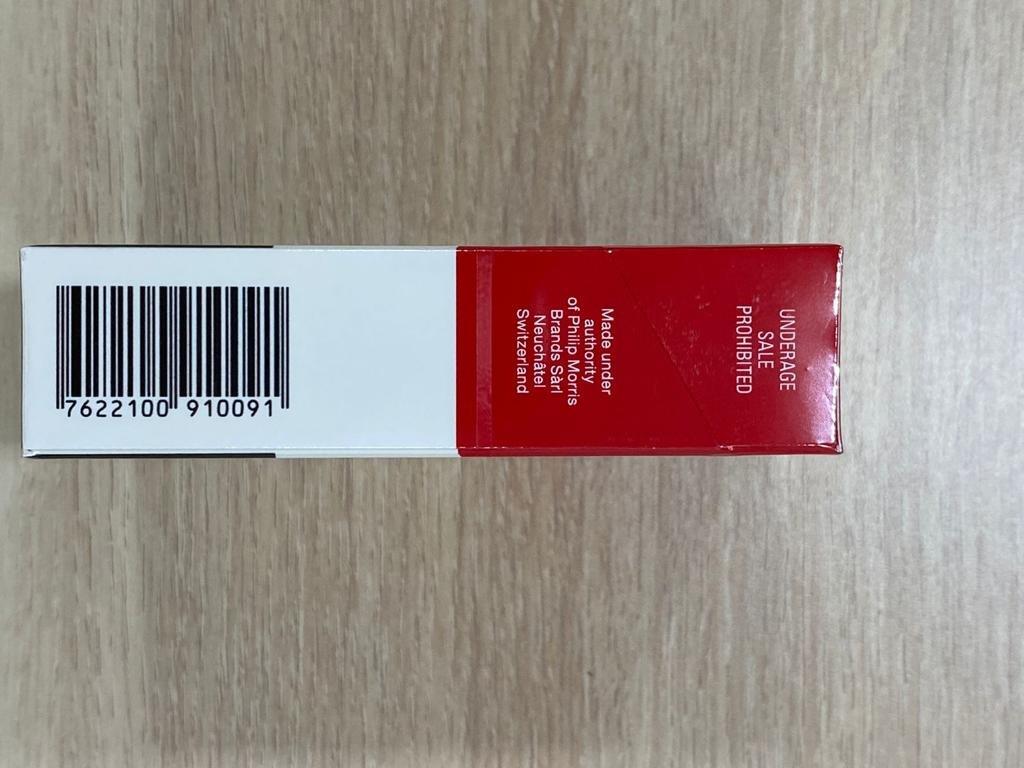 UNDERAGE
SALE
PROHIBITED
Made under
authority
of Philip Morris
Brands Sàrl
Neuchâtel
Switzerland
7622100 910091